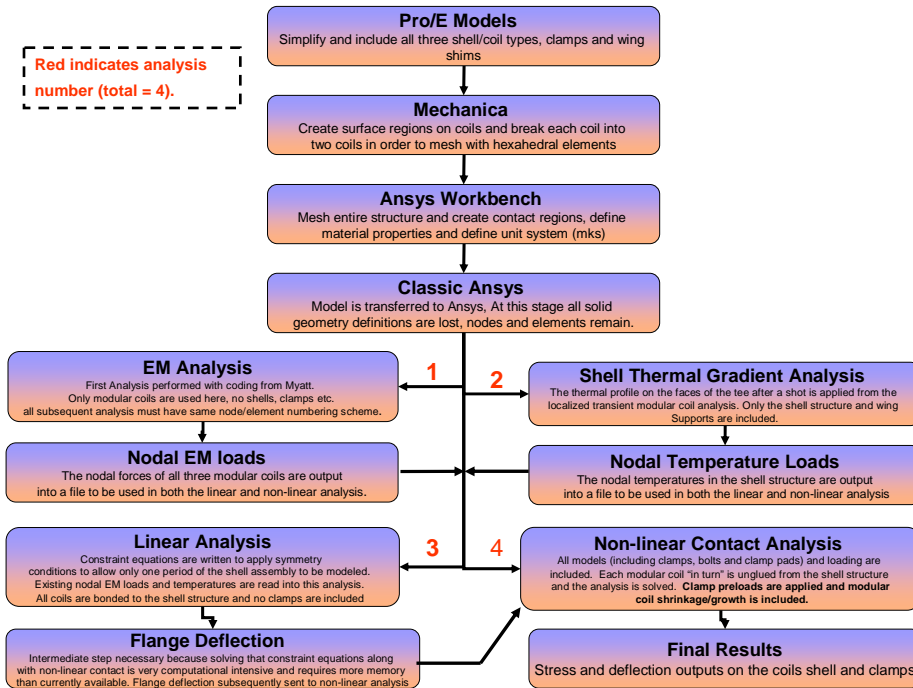 Pro/E Models
Simplify and include all three shell/coil types, clamps and wing
shims
Red indicates analysis
number (total = 4).
Mechanica
Create surface regions on coils and break each coil into
two coils in order to mesh with hexahedral elements
Ansys Workbench
Mesh entire structure and create contact regions, define
material properties and define unit system (mks)
Classic Ansys
Model is transferred to Ansys, At this stage all solid
geometry definitions are lost, nodes and elements remain.
1
2
EM Analysis
First Analysis performed with coding from Myatt.
Only modular coils are used here, no shells, clamps etc.
all subsequent analysis must have same node/element numbering scheme.
Shell Thermal Gradient Analysis
The thermal profile on the faces of the tee after a shot is applied from the
localized transient modular coil analysis. Only the shell structure and wing
Supports are included.
Nodal EM loads
The nodal forces of all three modular coils are output
into a file to be used in both the linear and non-linear analysis.
Nodal Temperature Loads
The nodal temperatures in the shell structure are output
into a file to be used in both the linear and non-linear analysis
3
4
Linear Analysis
Constraint equations are written to apply symmetry
conditions to allow only one period of the shell assembly to be modeled.
Existing nodal EM loads and temperatures are read into this analysis.
All coils are bonded to the shell structure and no clamps are included
Non-linear Contact Analysis
All models (including clamps, bolts and clamp pads) and loading are
included. Each modular coil "in turn" is unglued from the shell structure
and the analysis is solved. Clamp preloads are applied and modular
coil shrinkage/growth is included.
Flange Deflection
Intermediate step necessary because solving that constraint equations along
with non-linear contact is very computational intensive and requires more memory
than currently available. Flange deflection subsequently sent to non-linear analysis
Final Results
Stress and deflection outputs on the coils shell and clamps